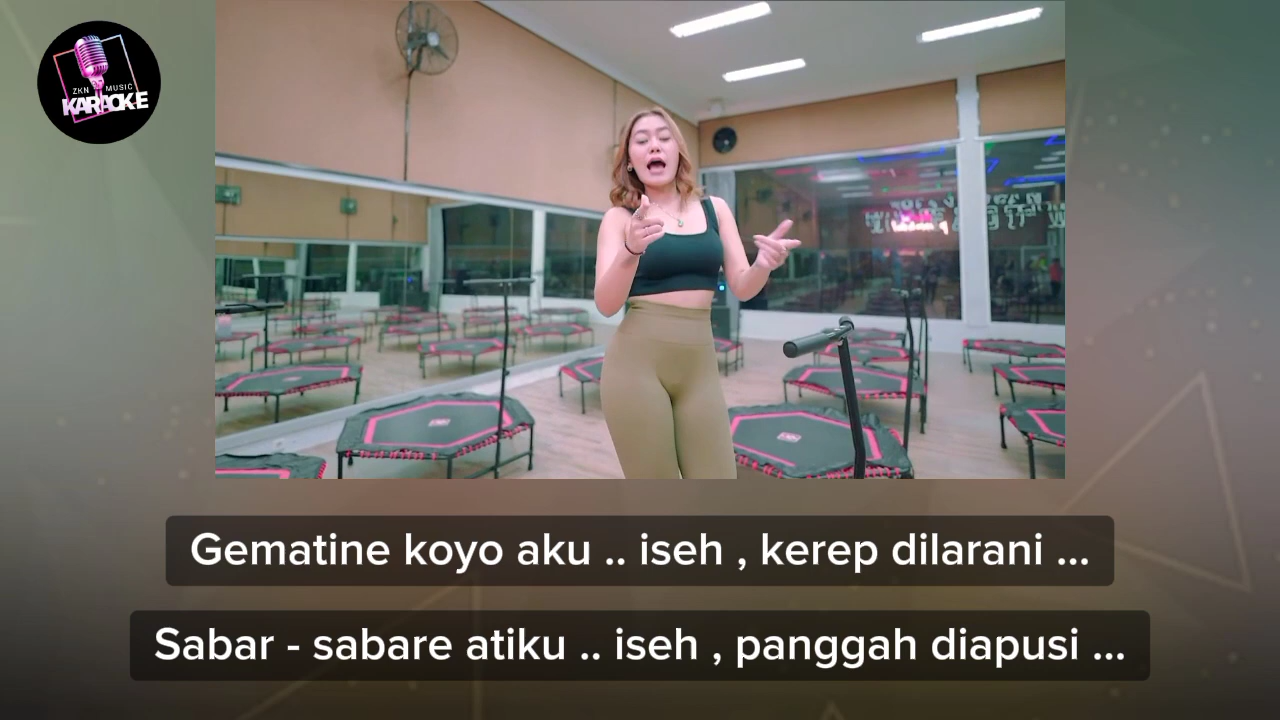 ZKN MUSIC
KARAOKE
Gematine koyo aku .. iseh , kerep dilarani ...
Sabar - sabare atiku .. iseh , panggah diapusi ...